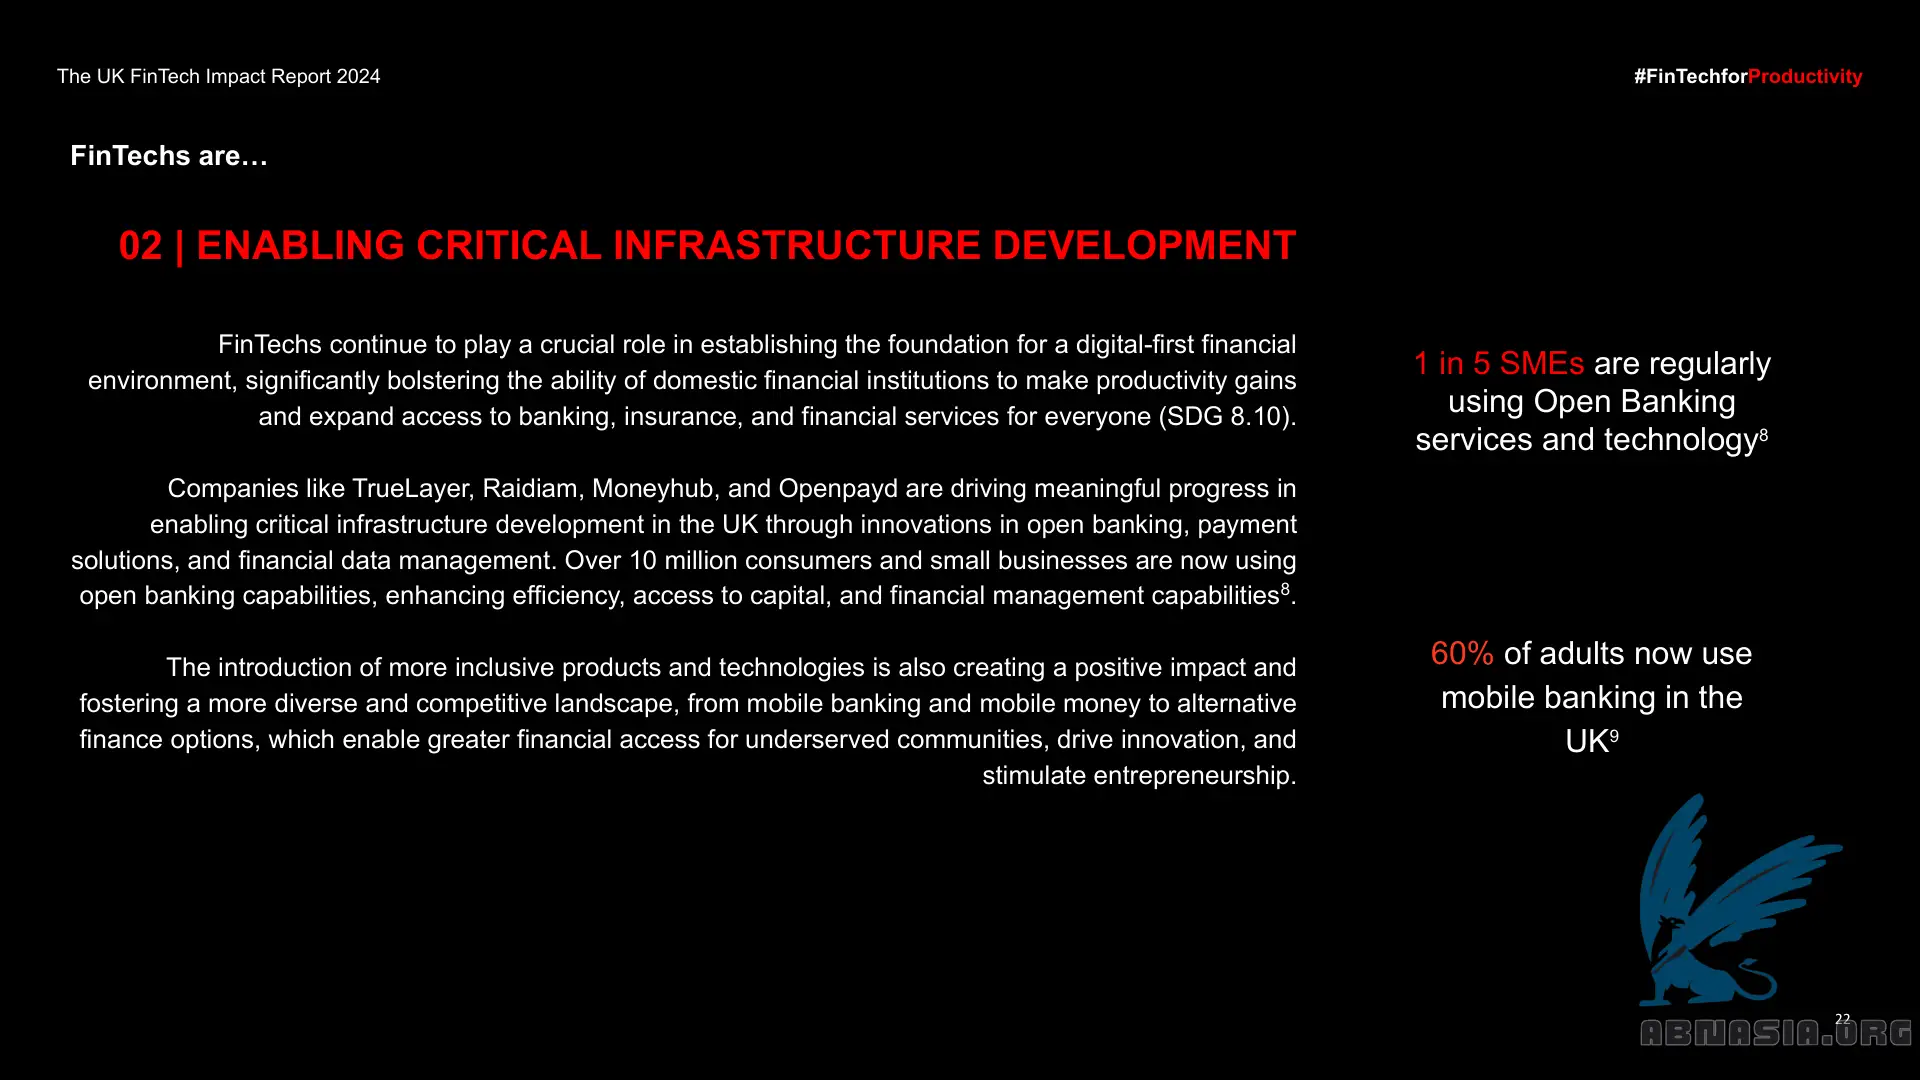 The UK FinTech Impact Report 2024
#FinTechforProductivity
FinTechs are…
02 | ENABLING CRITICAL INFRASTRUCTURE DEVELOPMENT
FinTechs continue to play a crucial role in establishing the foundation for a digital-first financial
environment, significantly bolstering the ability of domestic financial institutions to make productivity gains
and expand access to banking, insurance, and financial services for everyone (SDG 8.10).
Companies like TrueLayer, Raidiam, Moneyhub, and Openpayd are driving meaningful progress in
enabling critical infrastructure development in the UK through innovations in open banking, payment
solutions, and financial data management. Over 10 million consumers and small businesses are now using
open banking capabilities, enhancing efficiency, access to capital, and financial management capabilities⁸.
The introduction of more inclusive products and technologies is also creating a positive impact and
fostering a more diverse and competitive landscape, from mobile banking and mobile money to alternative
finance options, which enable greater financial access for underserved communities, drive innovation, and
stimulate entrepreneurship.
1 in 5 SMEs are regularly
using Open Banking
services and technology⁸
60% of adults now use
mobile banking in the
UK⁹
22
ABNASIA.ORG